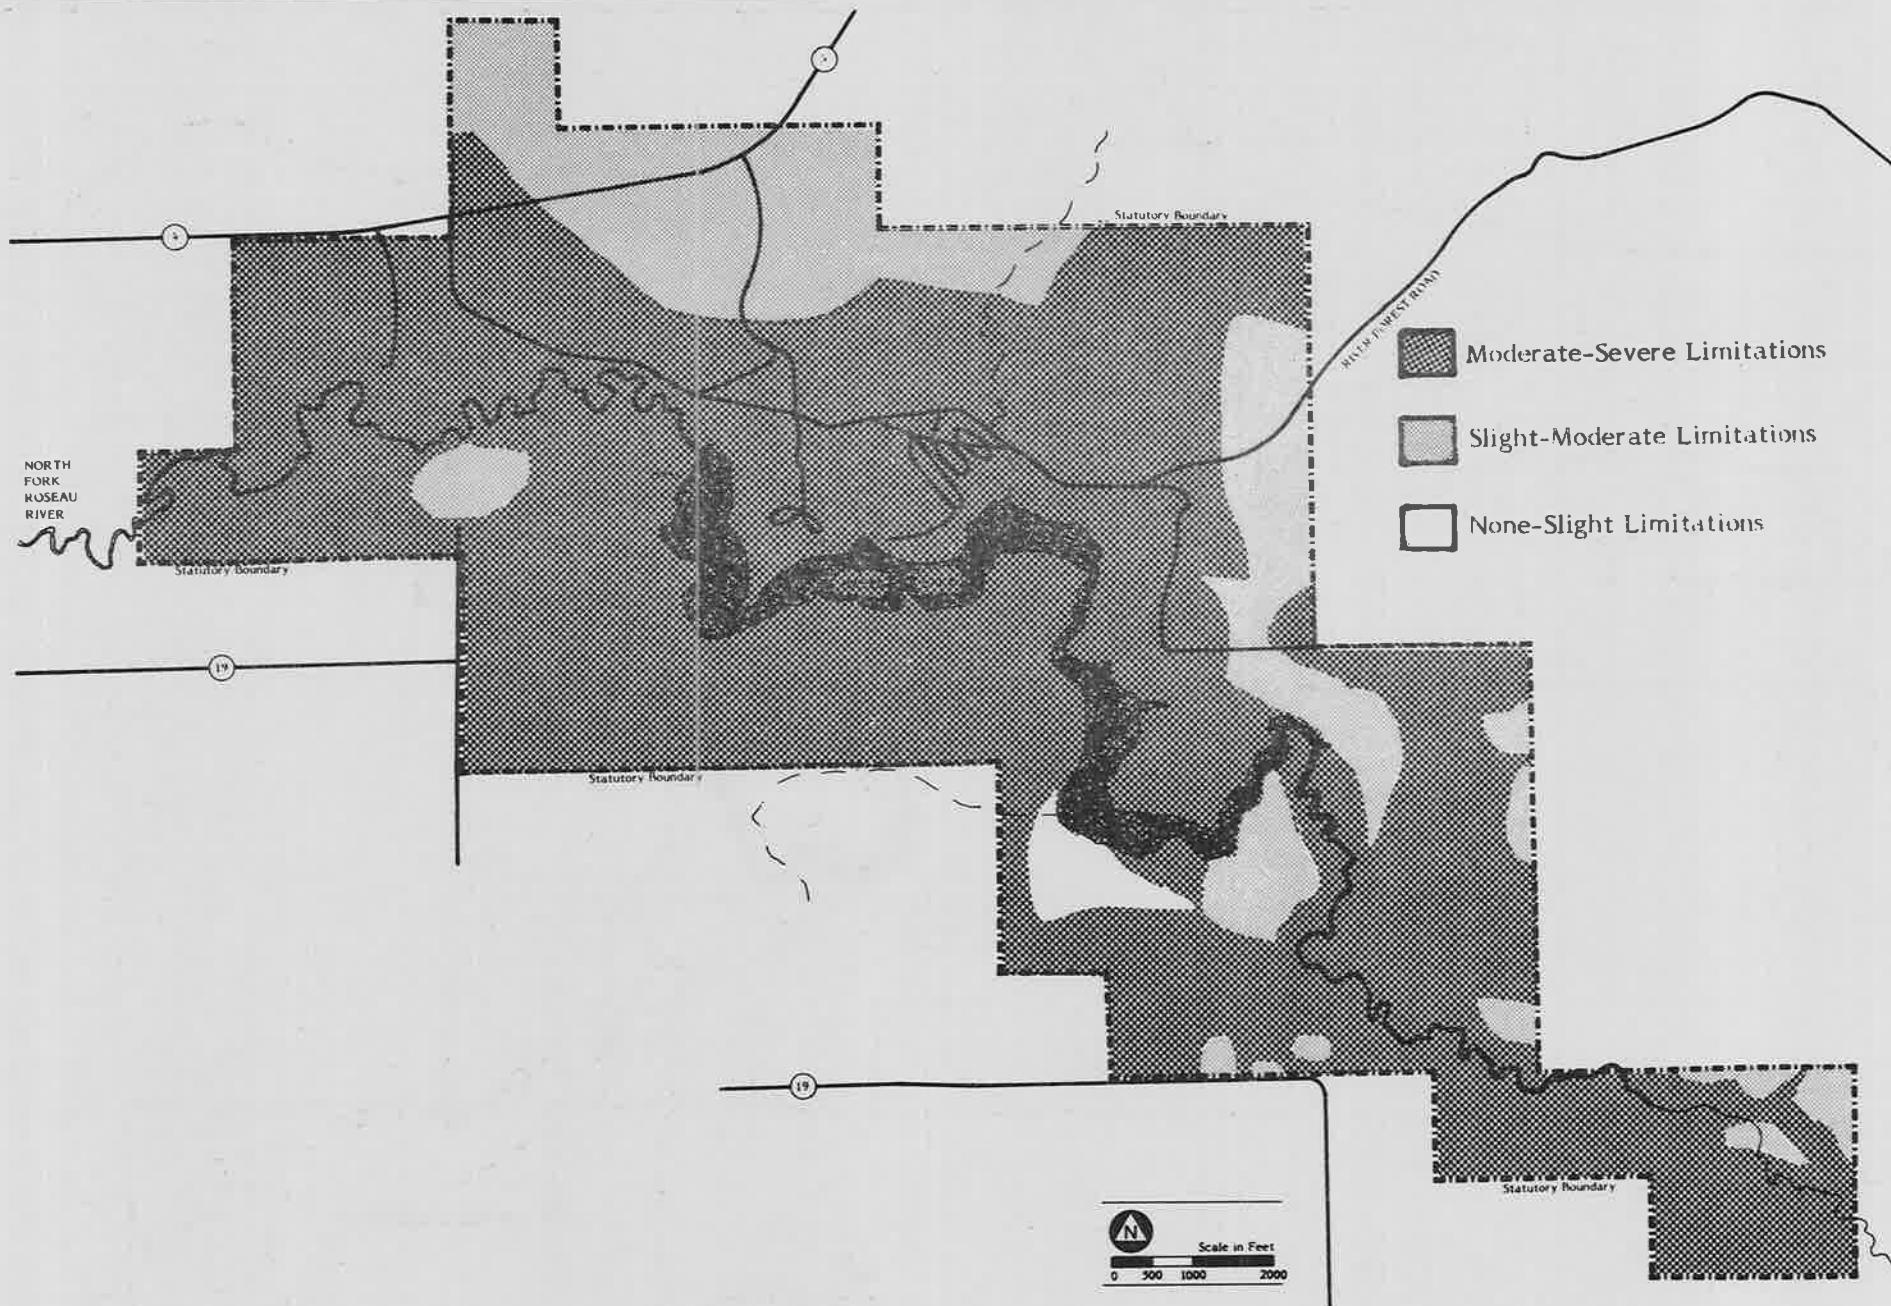 Statutory Boundary
RIVER FOREST ROAD
Moderate-Severe Limitations
Slight-Moderate Limitations
None-Slight Limitations
NORTH
FORK
ROSEAU
RIVER
Statutory Boundary
19
Statutory Boundary
19
Statutory Boundary
N
Scale in Feet
0 500 1000 2000